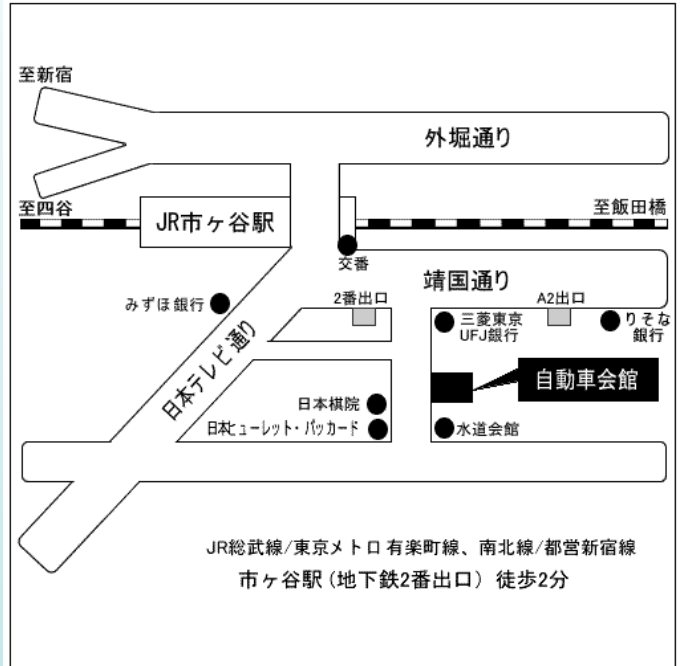 至新宿
外堀通り
至四谷
JR市ヶ谷駅
至飯田橋
交番
靖国通り
みずほ銀行
2番出口
A2出口
三菱東京
UFJ銀行
りそな
銀行
日本テレビ通り
自動車会館
日本棋院
日本ヒューレット・パッカード
水道会館
JR総武線/東京メトロ有楽町線、南北線/都営新宿線
市ヶ谷駅(地下鉄2番出口) 徒歩2分